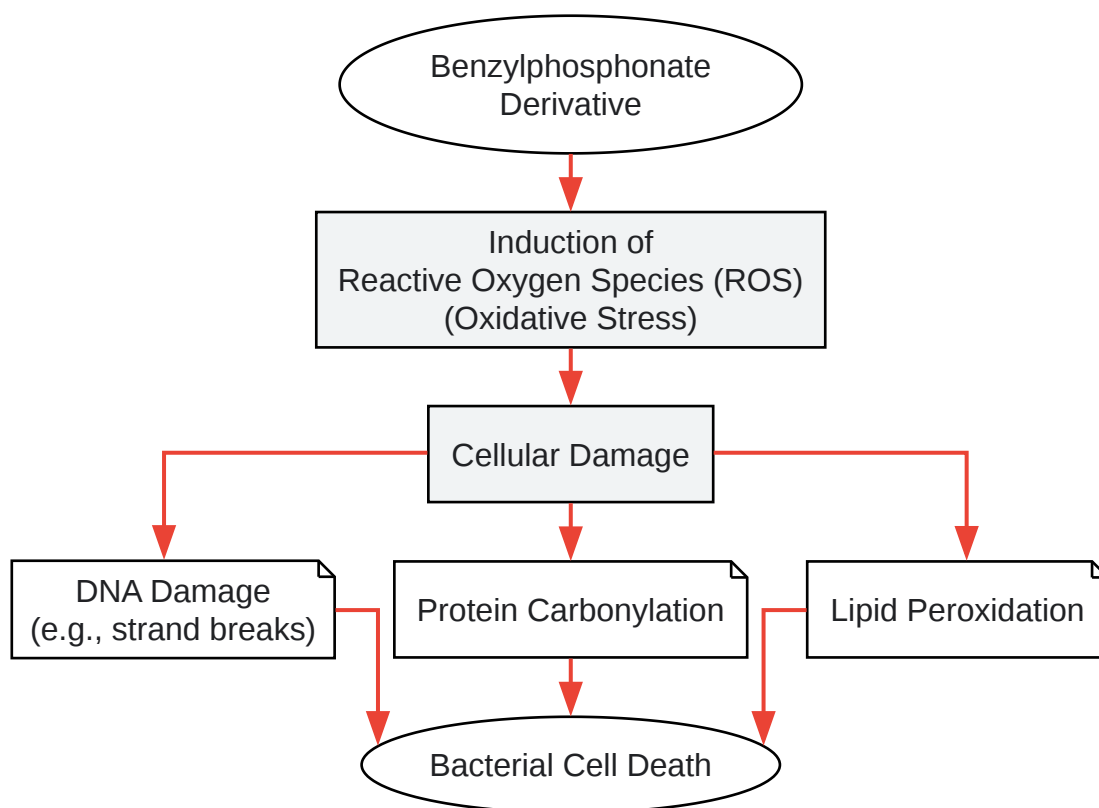 Benzylphosphonate
Derivative
Induction of
Reactive Oxygen Species (ROS)
(Oxidative Stress)
Cellular Damage
DNA Damage
(e.g., strand breaks)
Protein Carbonylation
Lipid Peroxidation
Bacterial Cell Death